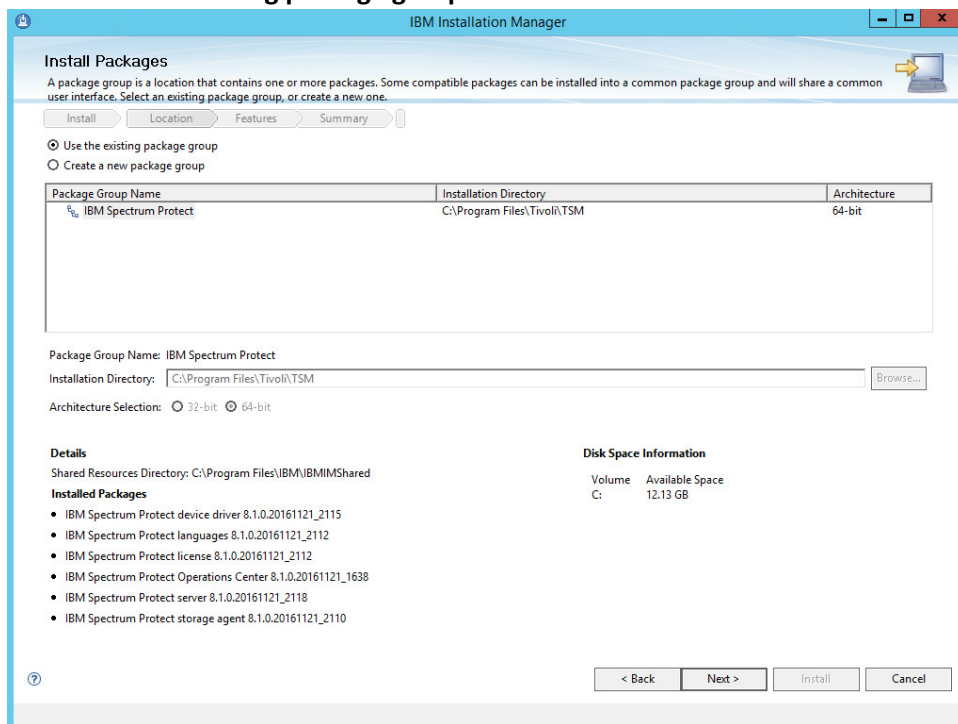 IBM Installation Manager
Install Packages
A package group is a location that contains one or more packages. Some compatible packages can be installed into a common package group and will share a common
user interface. Select an existing package group, or create a new one.
Install Location Features Summary
Use the existing package group
Create a new package group
Package Group Name Installation Directory Architecture
IBM Spectrum Protect C:\Program Files\Tivoli\TSM 64-bit
Package Group Name: IBM Spectrum Protect
Installation Directory: C:\Program Files\Tivoli\TSM Browse...
Architecture Selection: 32-bit 64-bit
Details Disk Space Information
Shared Resources Directory: C:\Program Files\IBM\IBMIMShared
Volume Available Space
Installed Packages C: 12.13 GB
IBM Spectrum Protect device driver 8.1.0.20161121_2115
IBM Spectrum Protect languages 8.1.0.20161121_2112
IBM Spectrum Protect license 8.1.0.20161121_2112
IBM Spectrum Protect Operations Center 8.1.0.20161121_1638
IBM Spectrum Protect server 8.1.0.20161121_2118
IBM Spectrum Protect storage agent 8.1.0.20161121_2110
? < Back Next > Install Cancel